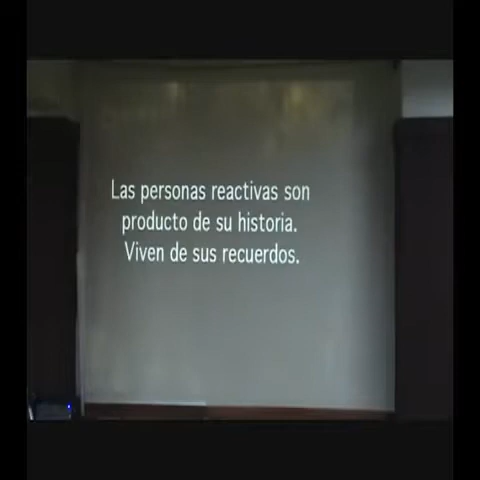 Las personas reactivas son
producto de su historia.
Viven de sus recuerdos.